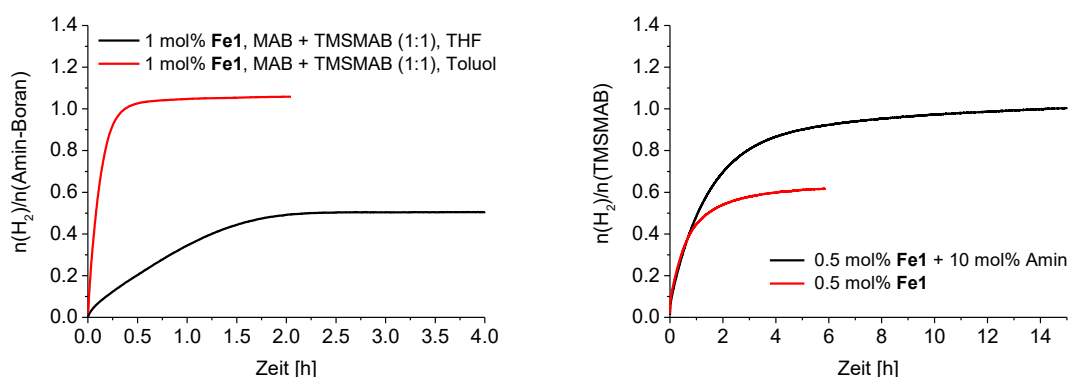 1 mol% Fe1, MAB + TMSMAB (1:1), THF
1 mol% Fe1, MAB + TMSMAB (1:1), Toluol
n(H2)/n(Amin-Boran)
1.4
1.2
1.0
0.8
0.6
0.4
0.2
0.0
0.0 0.5 1.0 1.5 2.0 2.5 3.0 3.5 4.0
Zeit [h]
n(H2)/n(TMSMAB)
1.4
1.2
1.0
0.8
0.6
0.4
0.2
0.0
0.5 mol% Fe1 + 10 mol% Amin
0.5 mol% Fe1
0 2 4 6 8 10 12 14
Zeit [h]